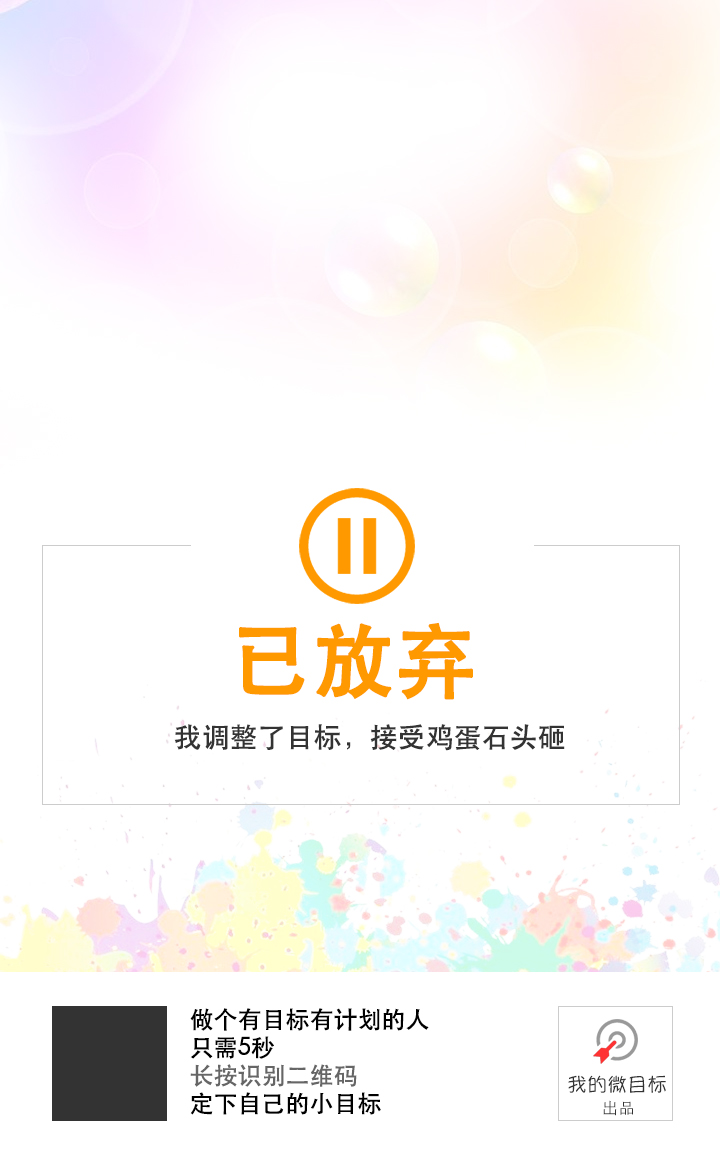 已放弃
我调整了目标，接受鸡蛋石头砸
做个有目标有计划的人
只需5秒
长按识别二维码
定下自己的小目标
我的微目标
出品